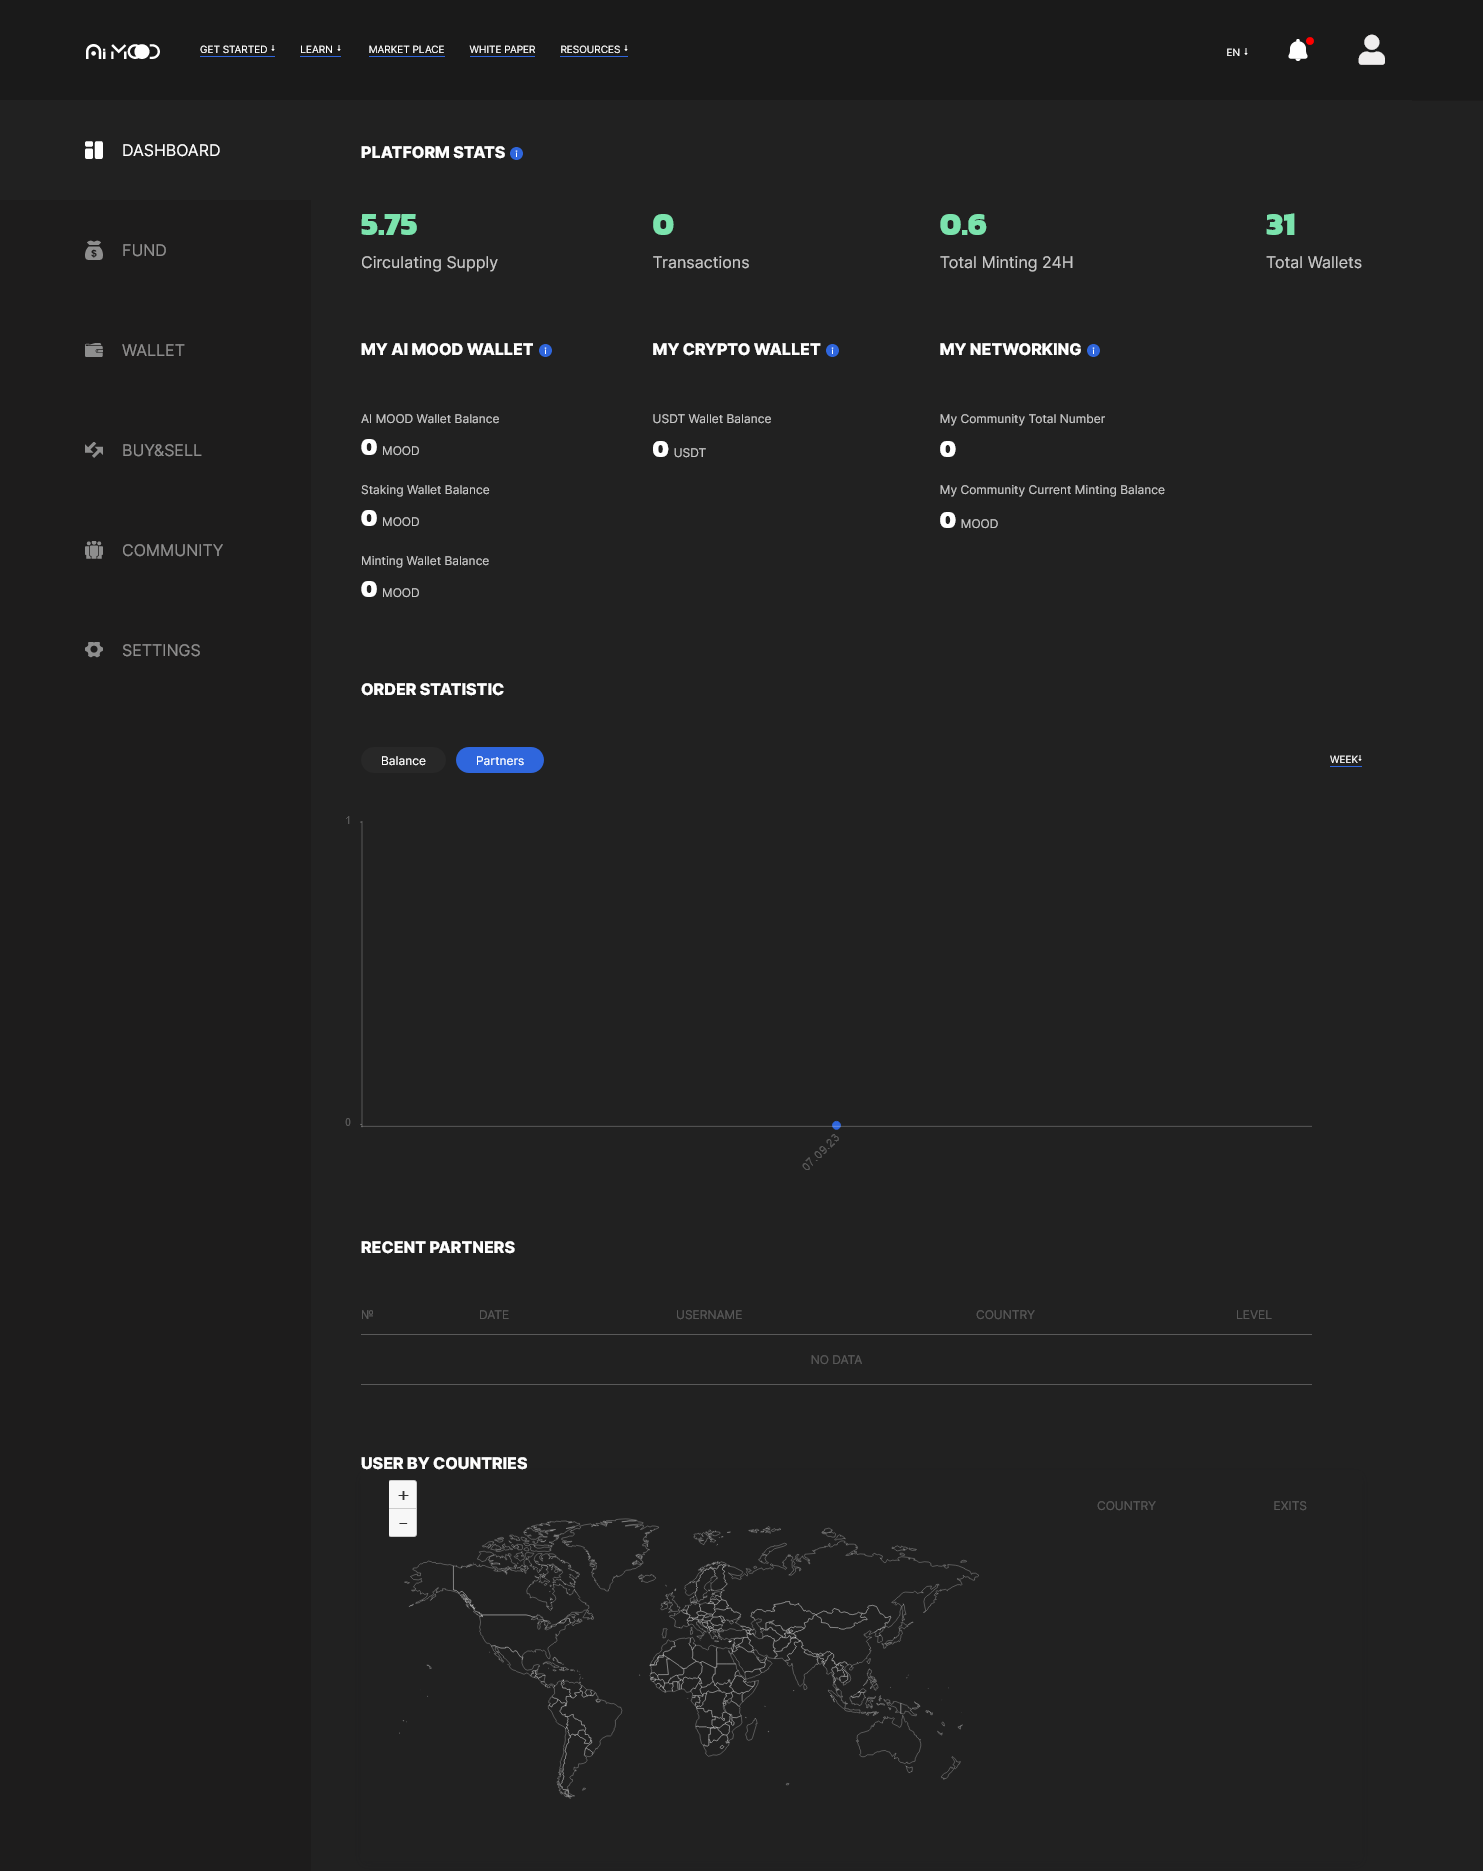 Ai MOOD
GET STARTED
LEARN
MARKET PLACE
WHITE PAPER
RESOURCES
EN
DASHBOARD
FUND
WALLET
BUY&SELL
COMMUNITY
SETTINGS
PLATFORM STATS
5.75
Circulating Supply
0
Transactions
0.6
Total Minting 24H
31
Total Wallets
MY AI MOOD WALLET
AI MOOD Wallet Balance
0 MOOD
Staking Wallet Balance
0 MOOD
Minting Wallet Balance
0 MOOD
MY CRYPTO WALLET
USDT Wallet Balance
0 USDT
MY NETWORKING
My Community Total Number
0
My Community Current Minting Balance
0 MOOD
ORDER STATISTIC
Balance
Partners
WEEK
1
0
07.09.23
RECENT PARTNERS
№ DATE USERNAME COUNTRY LEVEL
NO DATA
USER BY COUNTRIES
+
−
COUNTRY EXITS